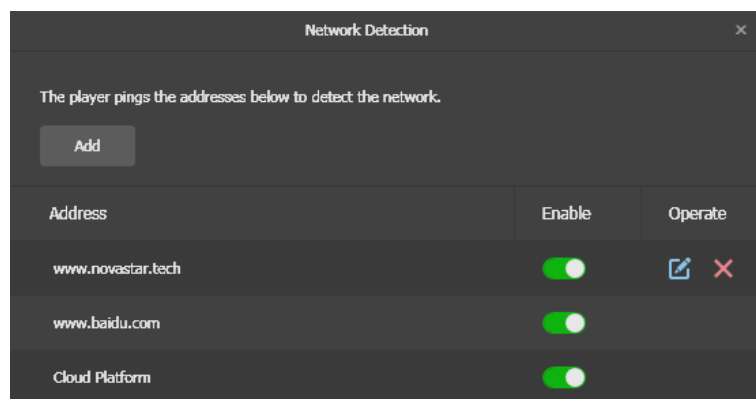 Network Detection
The player pings the addresses below to detect the network.
Add
Address Enable Operate
www.novastar.tech
www.baidu.com
Cloud Platform